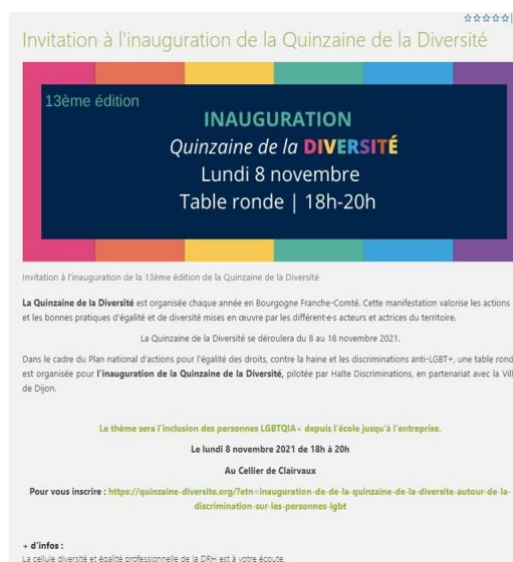 Invitation à l'inauguration de la Quinzaine de la Diversité
13ème édition
INAUGURATION
Quinzaine de la DIVERSITÉ
Lundi 8 novembre
Table ronde | 18h-20h
Invitation à l'inauguration de la 13ème édition de la Quinzaine de la Diversité
La Quinzaine de la Diversité est organisée chaque année en Bourgogne Franche-Comté. Cette manifestation valorise les actions
et les bonnes pratiques d'égalité et de diversité mises en œuvre par les différent·e·s acteurs et actrices du territoire.
La Quinzaine de la Diversité se déroulera du 8 au 18 novembre 2021.
Dans le cadre du Plan national d'actions pour l'égalité des droits, contre la haine et les discriminations anti-LGBT+, une table rond
est organisée pour l'inauguration de la Quinzaine de la Diversité, pilotée par Halte Discriminations, en partenariat avec la Vill
de Dijon.
Le thème sera l'inclusion des personnes LGBTQIA+ depuis l'école jusqu'à l'entreprise.
Le lundi 8 novembre 2021 de 18h à 20h
Au Cellier de Clairvaux
Pour vous inscrire : https://quinzaine-diversite.org/?etn=inauguration-de-de-la-quinzaine-de-la-diversite-autour-de-la-
discrimination-sur-les-personnes-lgbt
+ d'infos :
La cellule diversité et égalité professionnelle de la DRH est à votre écoute.